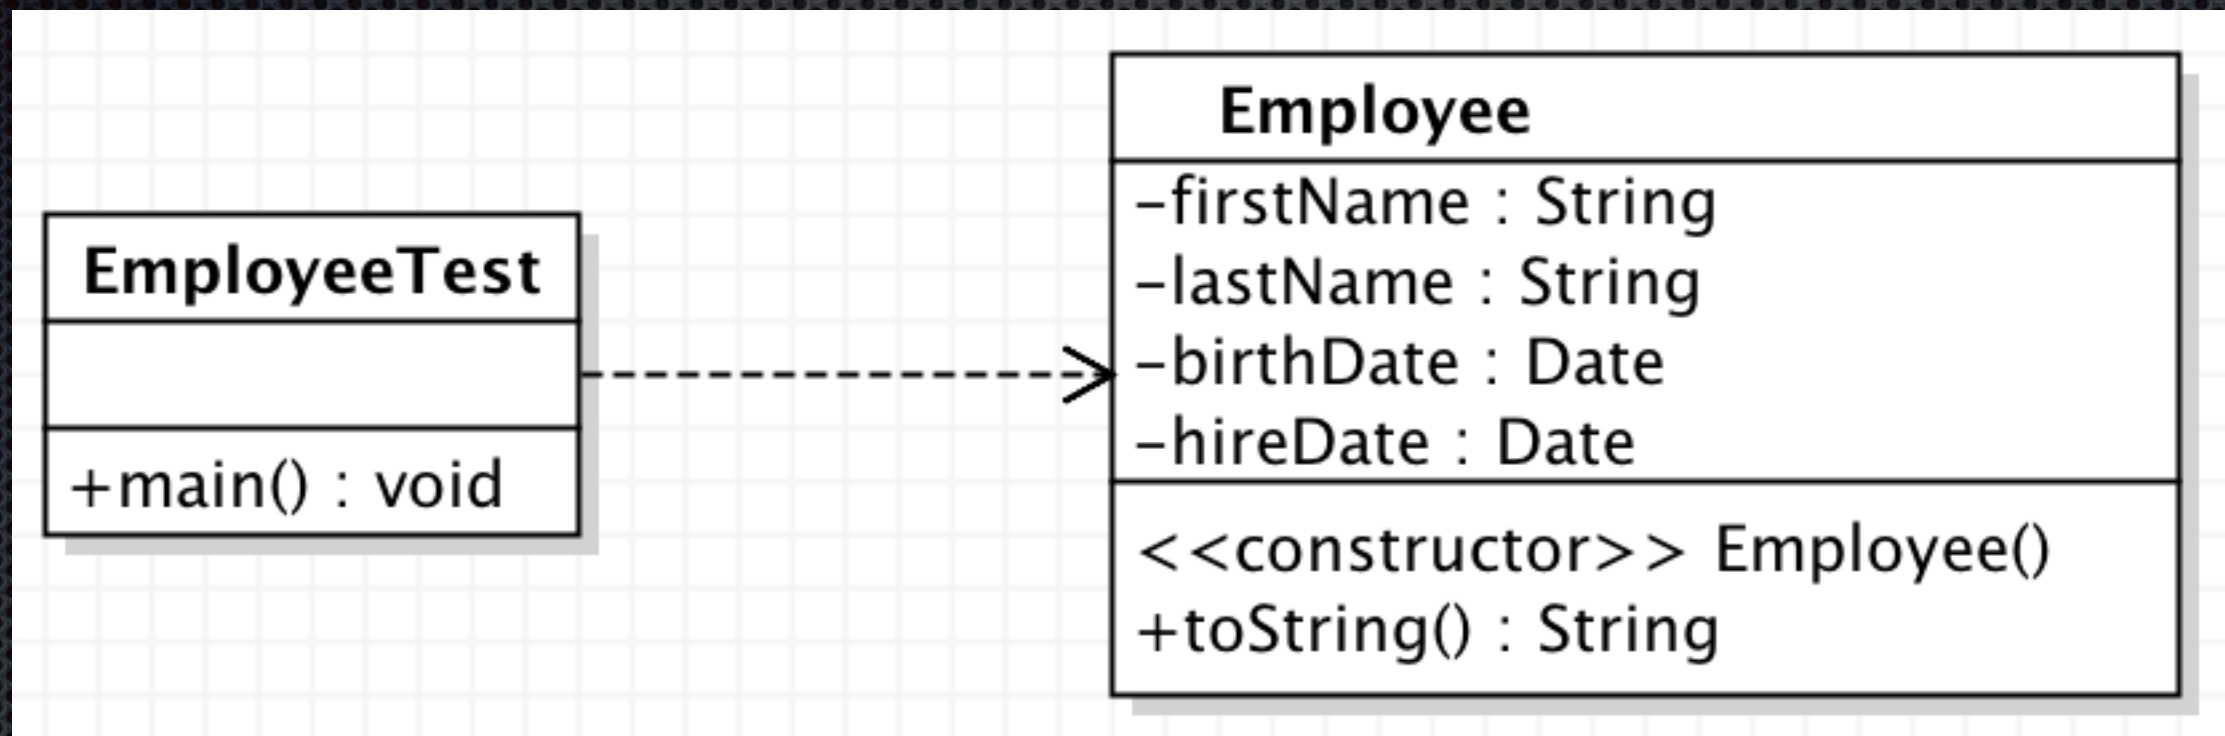 EmployeeTest
+main() : void
Employee
-firstName : String
-lastName : String
-birthDate : Date
-hireDate : Date
<<constructor>> Employee()
+toString() : String